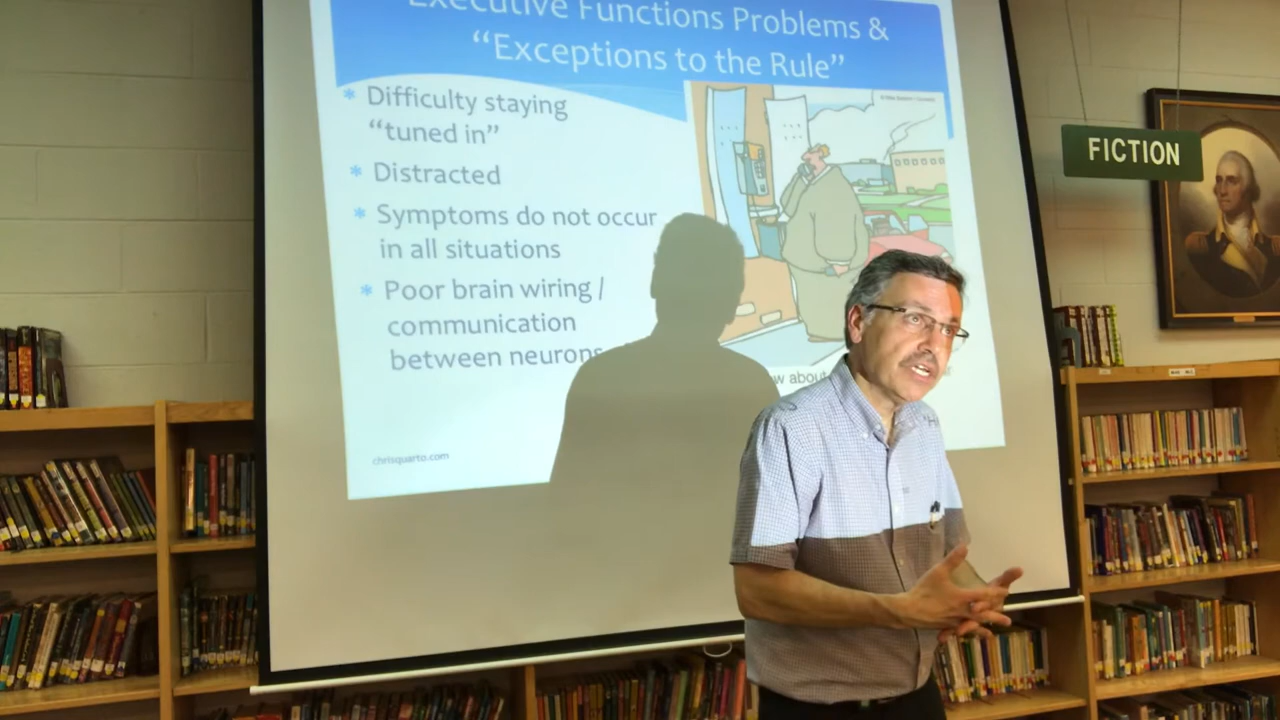 Executive Functions Problems &
“Exceptions to the Rule”
* Difficulty staying
“tuned in”
* Distracted
* Symptoms do not occur
in all situations
* Poor brain wiring /
communication
between neurons
about
chrisquarto.com
FICTION